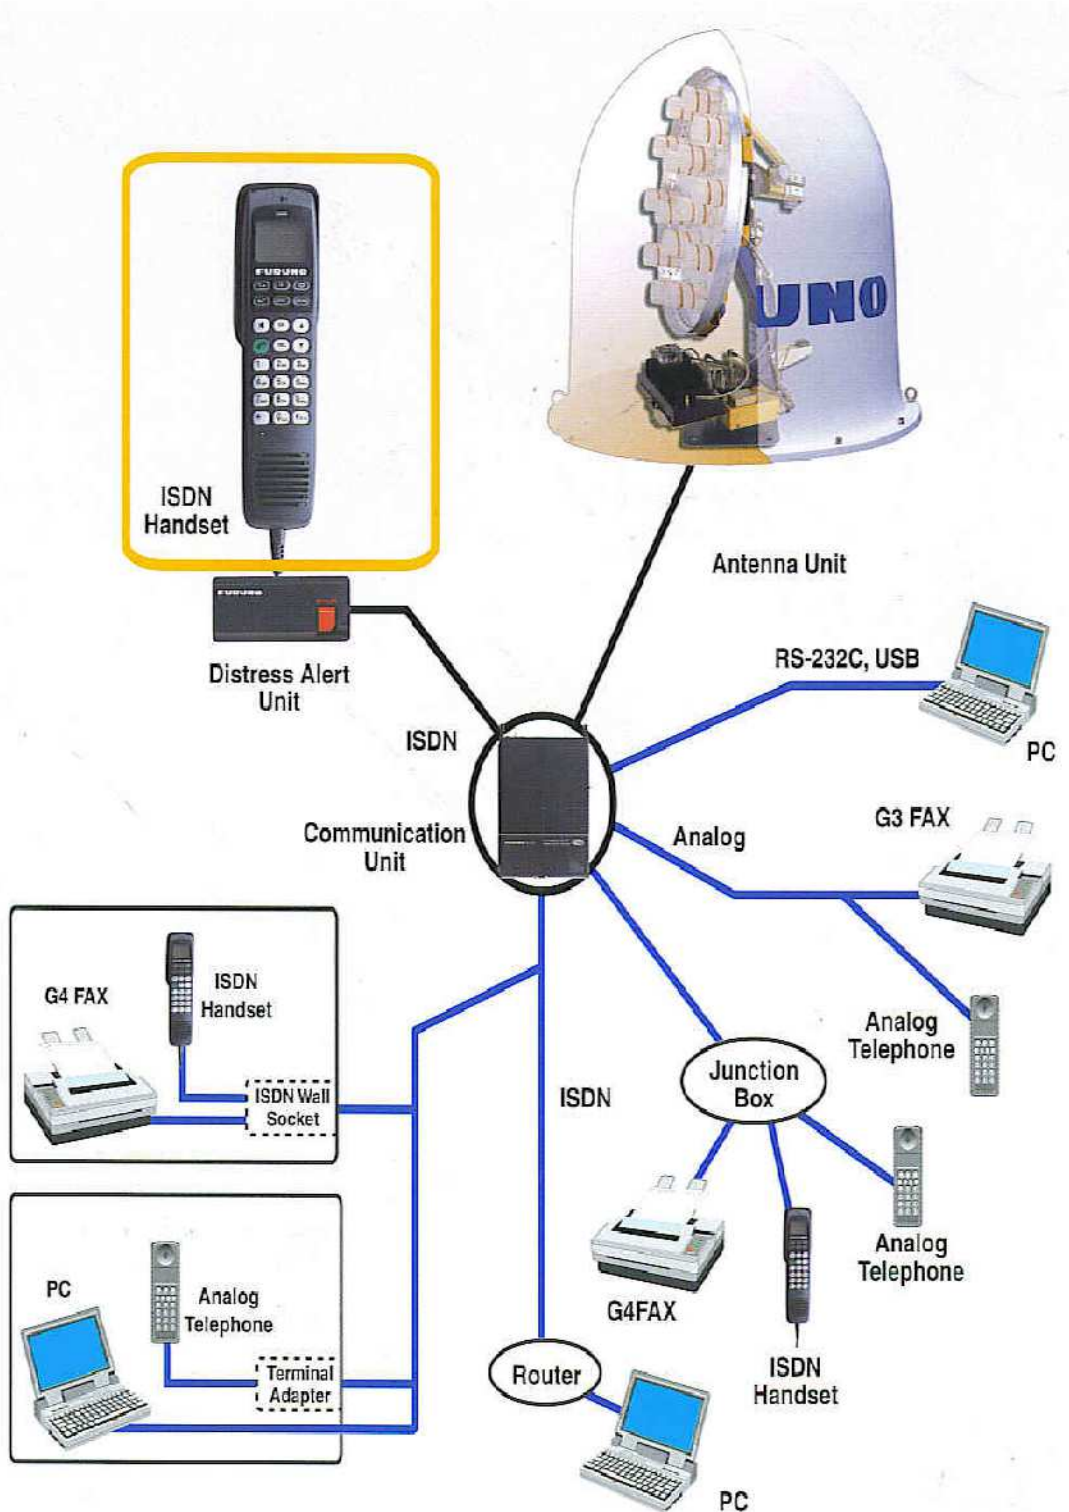 FURUNO
ISDN
Handset
UNO
Antenna Unit
FURUNO
Distress Alert
Unit
RS-232C, USB
PC
ISDN
Communication
Unit
Analog
G3 FAX
Analog
Telephone
G4 FAX
ISDN
Handset
ISDN Wall
Socket
ISDN
Junction
Box
Analog
Telephone
G4FAX
ISDN
Handset
PC
Analog
Telephone
Terminal
Adapter
Router
PC